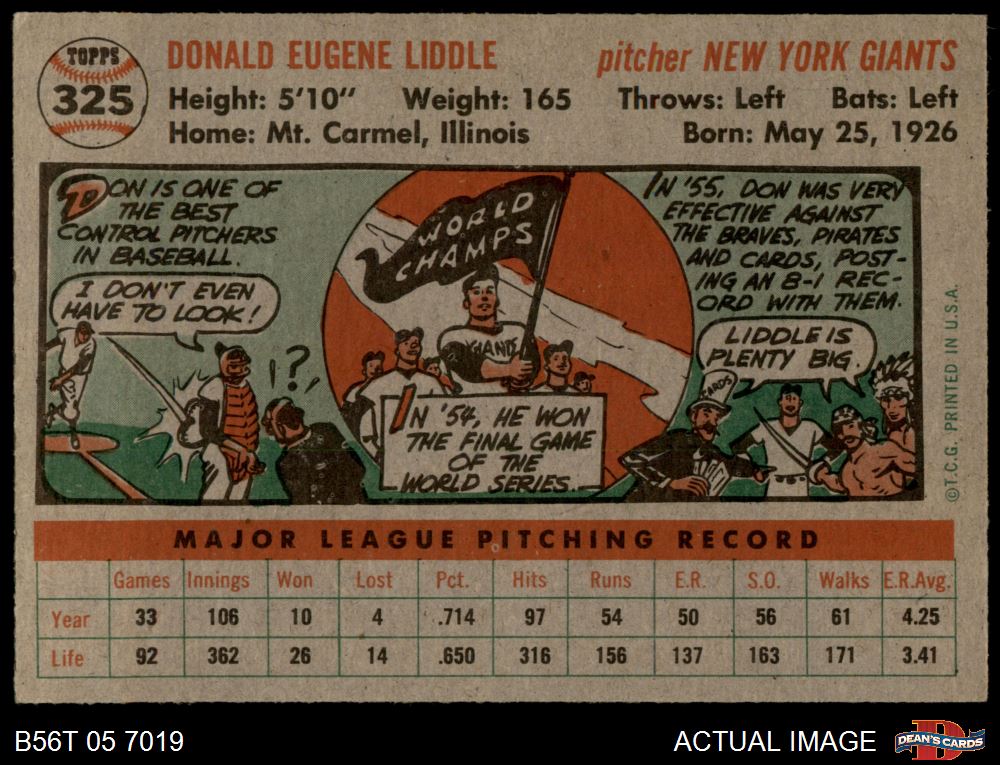 TOPPS
325
DONALD EUGENE LIDDLE
pitcher NEW YORK GIANTS
Height: 5'10" Weight: 165 Throws: Left Bats: Left
Home: Mt. Carmel, Illinois Born: May 25, 1926
DON IS ONE OF
THE BEST
CONTROL PITCHERS
IN BASEBALL.
I DON'T EVEN
HAVE TO LOOK!
!?
WORLD
CHAMPS
GIANTS
IN '54, HE WON
THE FINAL GAME
OF THE
WORLD SERIES.
IN '55, DON WAS VERY
EFFECTIVE AGAINST
THE BRAVES, PIRATES
AND CARDS, POST-
ING AN 8-1 REC-
ORD WITH THEM.
LIDDLE IS
PLENTY BIG.
CARDS
©T.C.G. PRINTED IN U.S.A.
MAJOR LEAGUE PITCHING RECORD
Games Innings Won Lost Pct. Hits Runs E.R. S.O. Walks E.R.Avg.
Year 33 106 10 4 .714 97 54 50 56 61 4.25
Life 92 362 26 14 .650 316 156 137 163 171 3.41
B56T 05 7019
ACTUAL IMAGE
DEAN'S CARDS